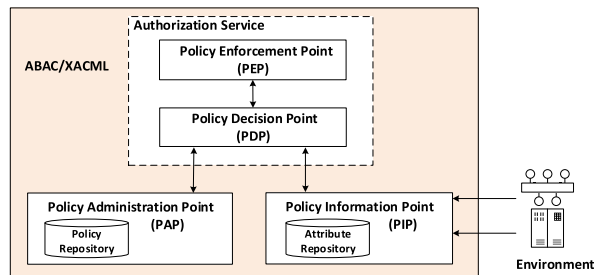 Authorization Service
Policy Enforcement Point
(PEP)
ABAC/XACML
Policy Decision Point
(PDP)
Policy Administration Point
(PAP)
Policy
Repository
Policy Information Point
(PIP)
Attribute
Repository
Environment